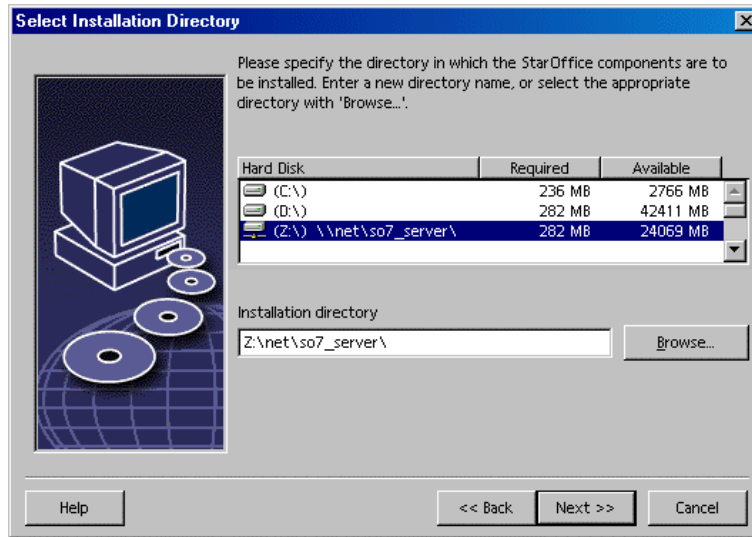 Select Installation Directory
Please specify the directory in which the StarOffice components are to
be installed. Enter a new directory name, or select the appropriate
directory with 'Browse...'.
Hard Disk Required Available
(C:\) 236 MB 2766 MB
(D:\) 282 MB 42411 MB
(Z:\) \\net\so7_server\ 282 MB 24069 MB
Installation directory
Z:\net\so7_server\ Browse...
Help << Back Next >> Cancel